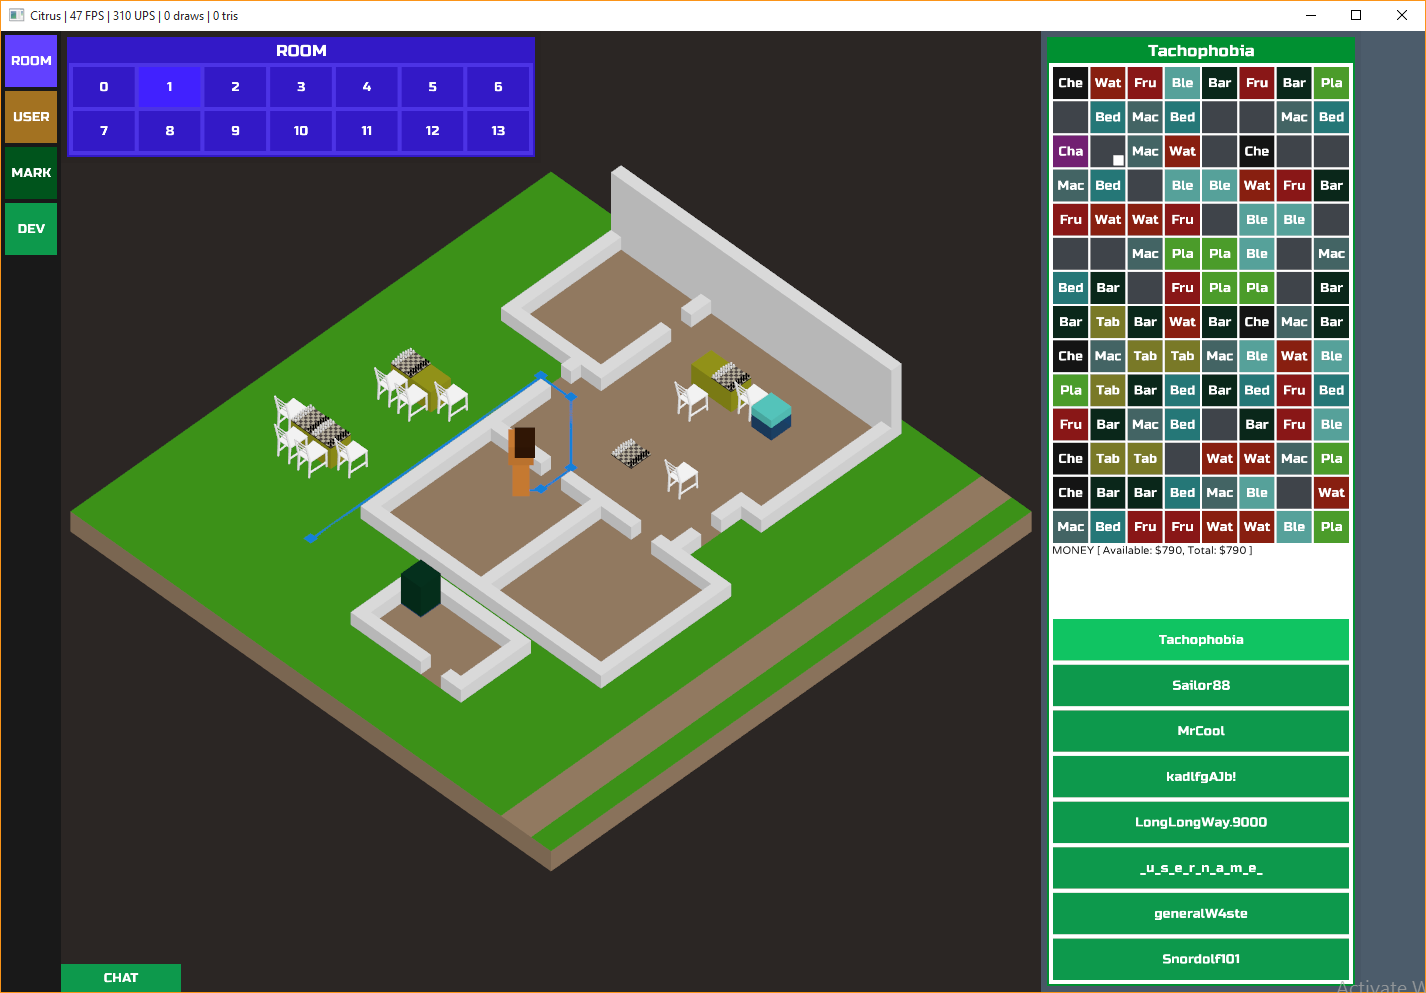 Citrus | 47 FPS | 310 UPS | 0 draws | 0 tris
ROOM
USER
MARK
DEV
ROOM
0 1 2 3 4 5 6
7 8 9 10 11 12 13
CHAT
Tachophobia
Che Wat Fru Ble Bar Fru Bar Pla
Bed Mac Bed Mac Bed
Cha Mac Wat Che
Mac Bed Ble Ble Wat Fru Bar
Fru Wat Wat Fru Ble Ble
Mac Pla Pla Ble Mac
Bed Bar Fru Pla Pla Bar
Bar Tab Bar Wat Bar Che Mac Bar
Che Mac Tab Tab Mac Ble Wat Ble
Pla Tab Bar Bed Bar Bed Fru Bed
Fru Bar Mac Bed Bar Fru Ble
Che Tab Tab Wat Wat Mac Pla
Che Bar Bar Bed Mac Ble Wat
Mac Bed Fru Fru Wat Wat Ble Pla
MONEY [ Available: $790, Total: $790 ]
Tachophobia
Sailor88
MrCool
kadlfgAJb!
LongLongWay.9000
_u_s_e_r_n_a_m_e_
generalW4ste
Snordolf101
Activate W